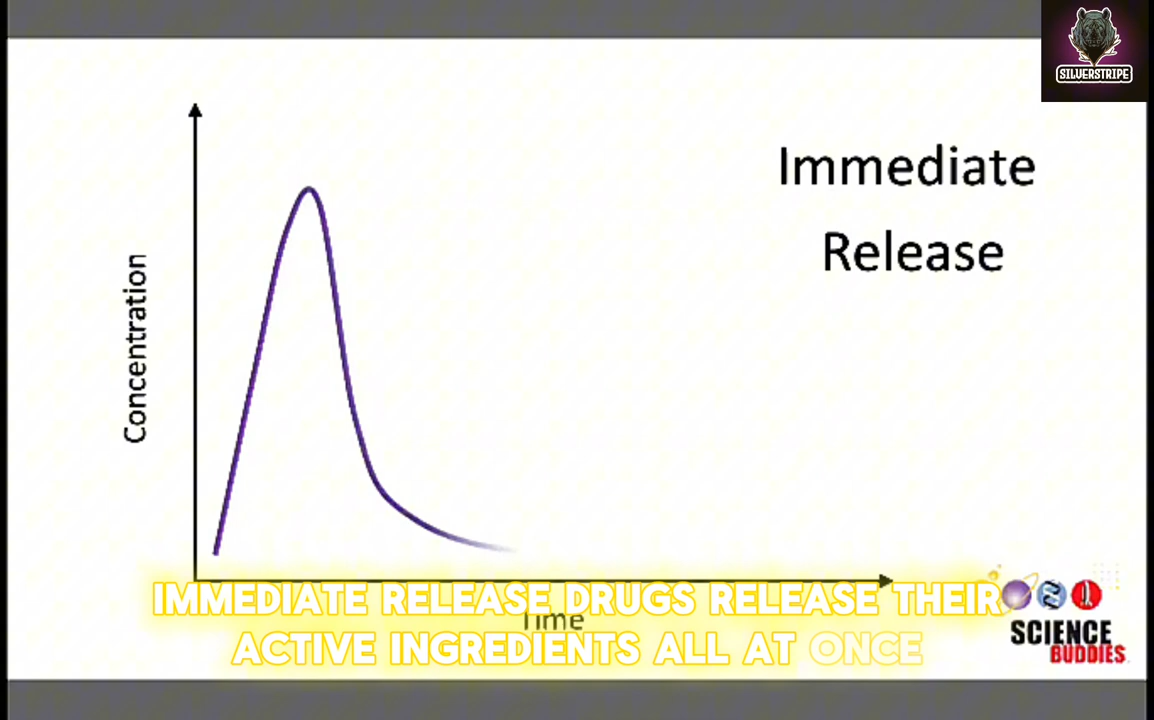 SILVERSTRIPE
Immediate
Release
Concentration
Time
IMMEDIATE RELEASE DRUGS RELEASE THEIR
ACTIVE INGREDIENTS ALL AT ONCE
SCIENCE
BUDDIES